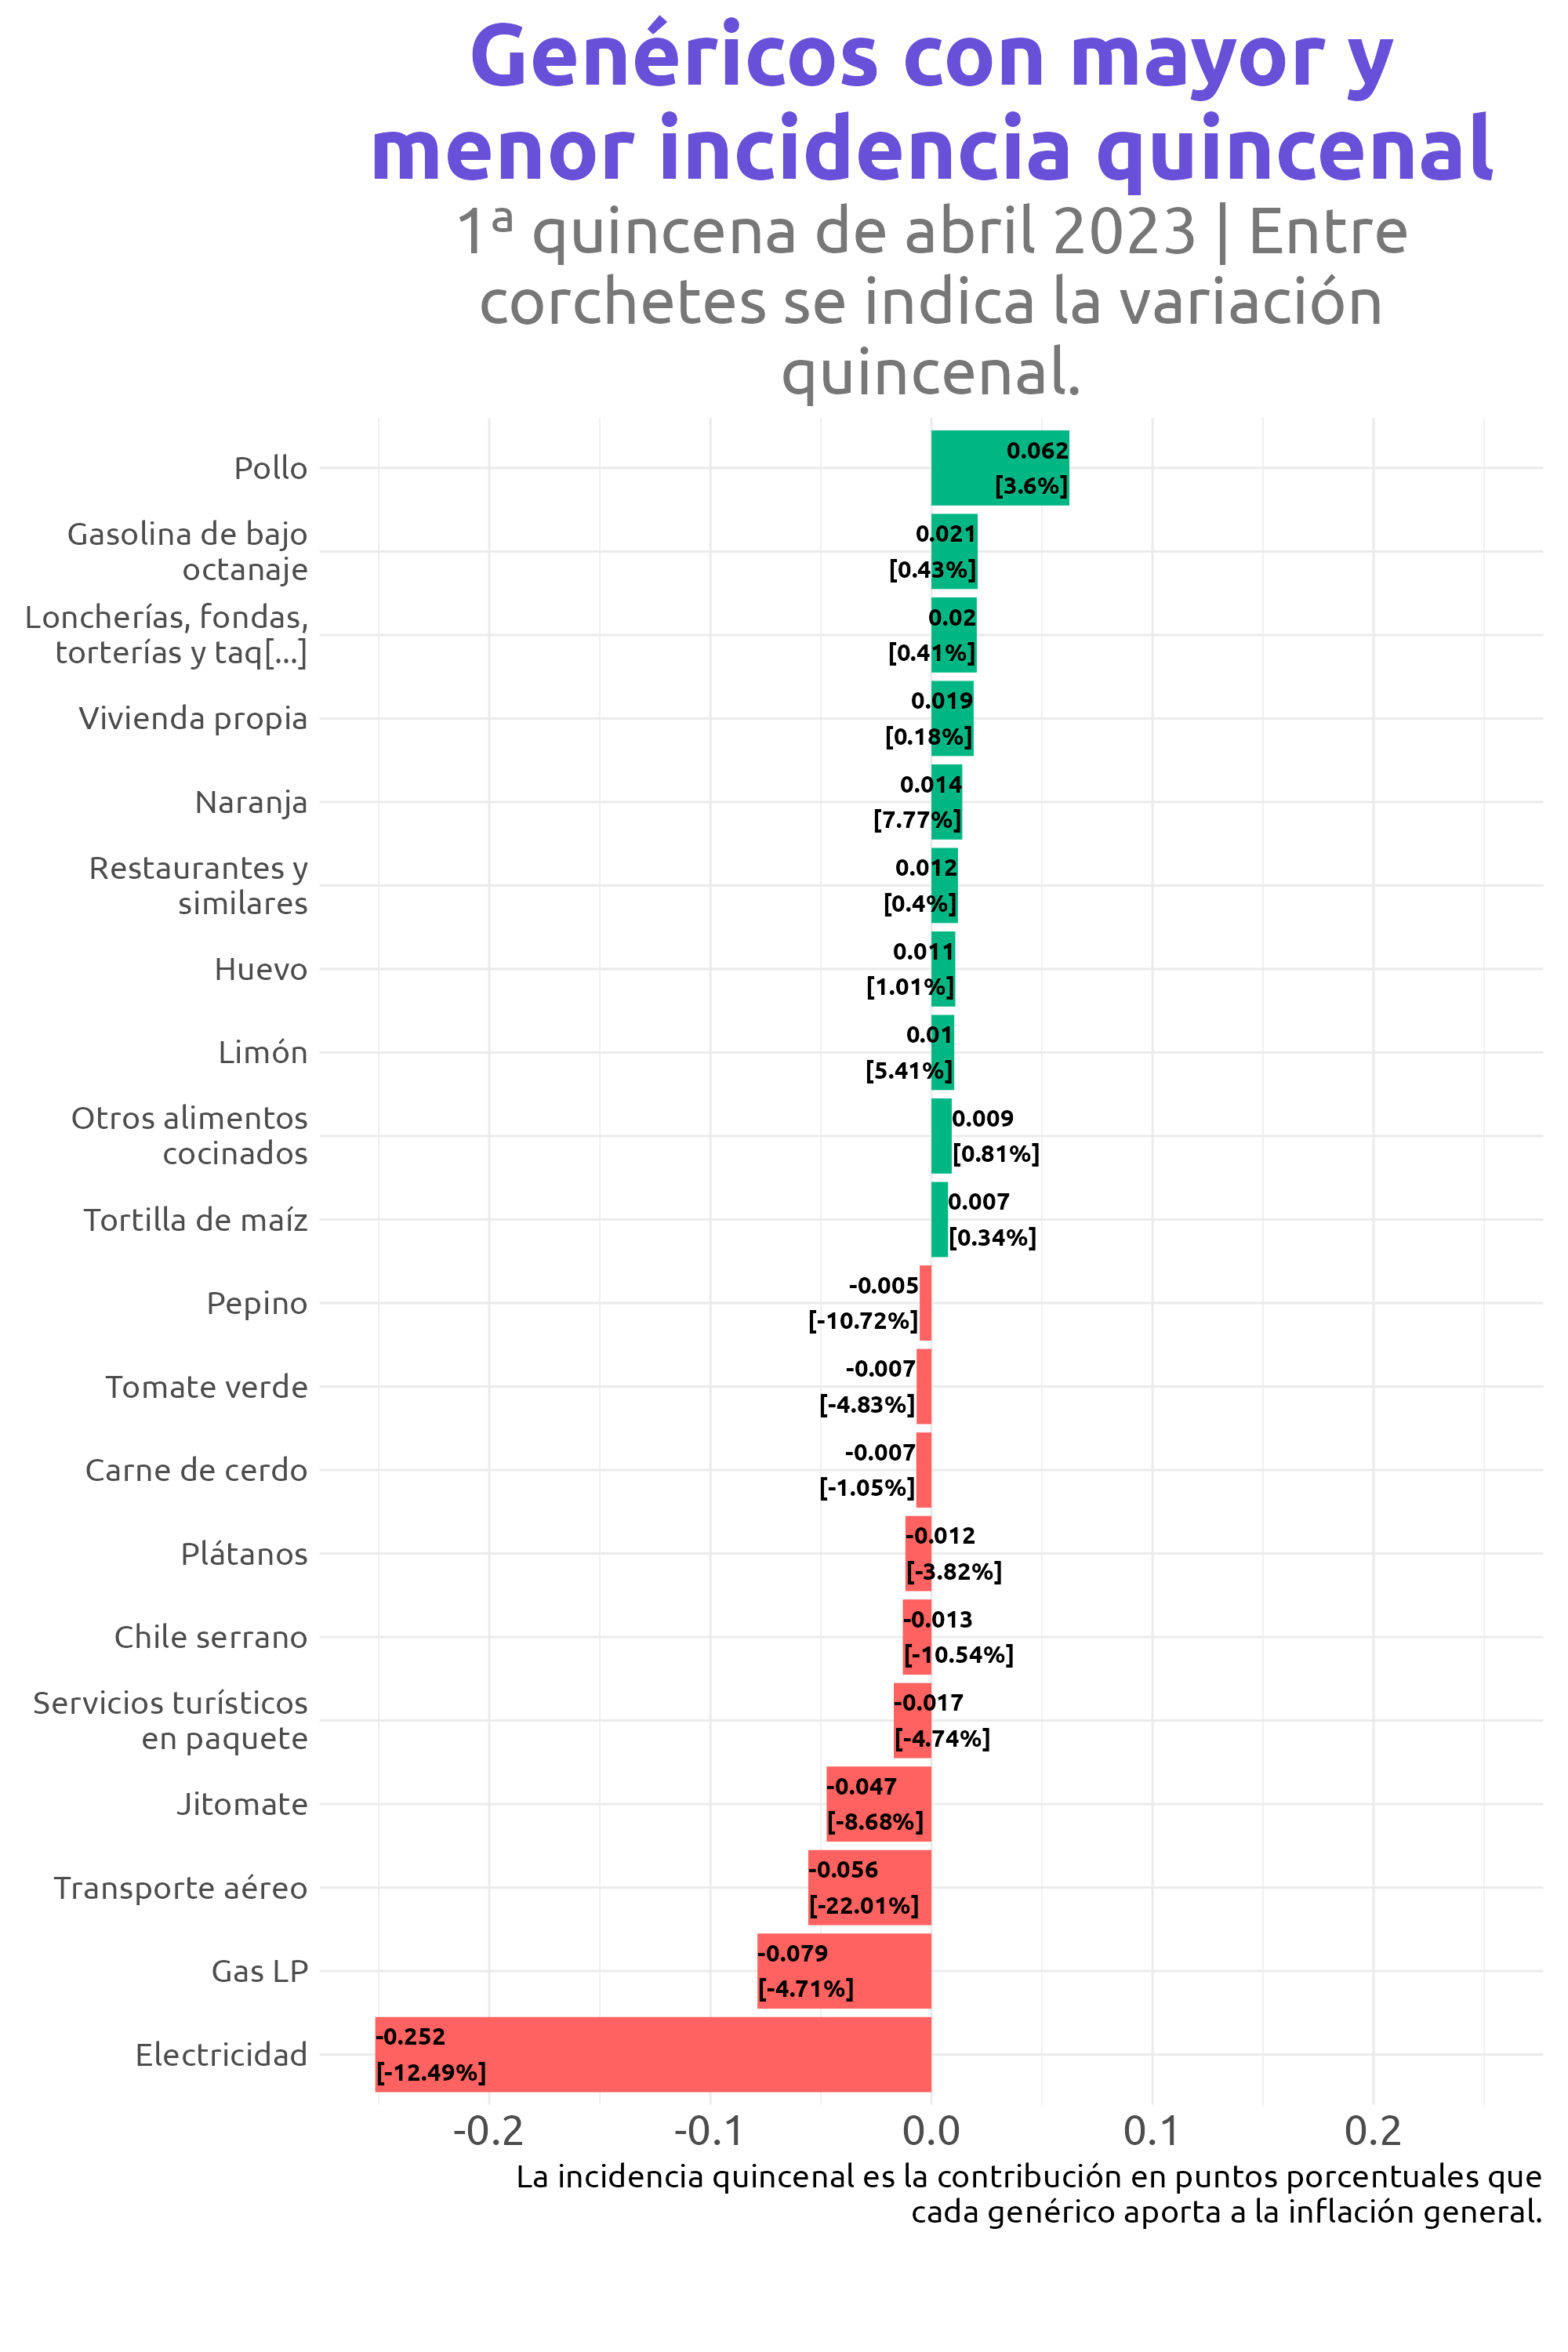 Genéricos con mayor y
menor incidencia quincenal
1ª quincena de abril 2023 | Entre
corchetes se indica la variación
quincenal.
Pollo
0.062
[3.6%]
Gasolina de bajo
octanaje
0.021
[0.43%]
Loncherías, fondas,
torterías y taq[...]
0.02
[0.41%]
Vivienda propia
0.019
[0.18%]
Naranja
0.014
[7.77%]
Restaurantes y
similares
0.012
[0.4%]
Huevo
0.011
[1.01%]
Limón
0.01
[5.41%]
Otros alimentos
cocinados
0.009
[0.81%]
Tortilla de maíz
0.007
[0.34%]
Pepino
-0.005
[-10.72%]
Tomate verde
-0.007
[-4.83%]
Carne de cerdo
-0.007
[-1.05%]
Plátanos
-0.012
[-3.82%]
Chile serrano
-0.013
[-10.54%]
Servicios turísticos
en paquete
-0.017
[-4.74%]
Jitomate
-0.047
[-8.68%]
Transporte aéreo
-0.056
[-22.01%]
Gas LP
-0.079
[-4.71%]
Electricidad
-0.252
[-12.49%]
-0.2 -0.1 0.0 0.1 0.2
La incidencia quincenal es la contribución en puntos porcentuales que
cada genérico aporta a la inflación general.